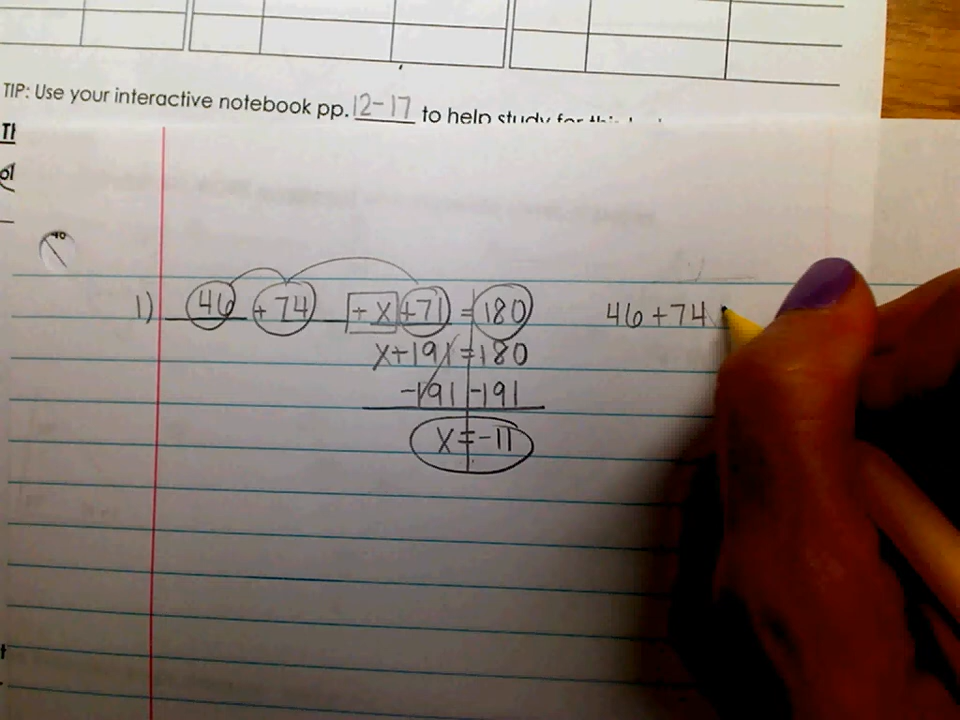 TIP: Use your interactive notebook pp. 12-17 to help study for
1) 46 + 74 + x + 71 = 180
46 + 74
x + 191 = 180
-191 -191
x = -11